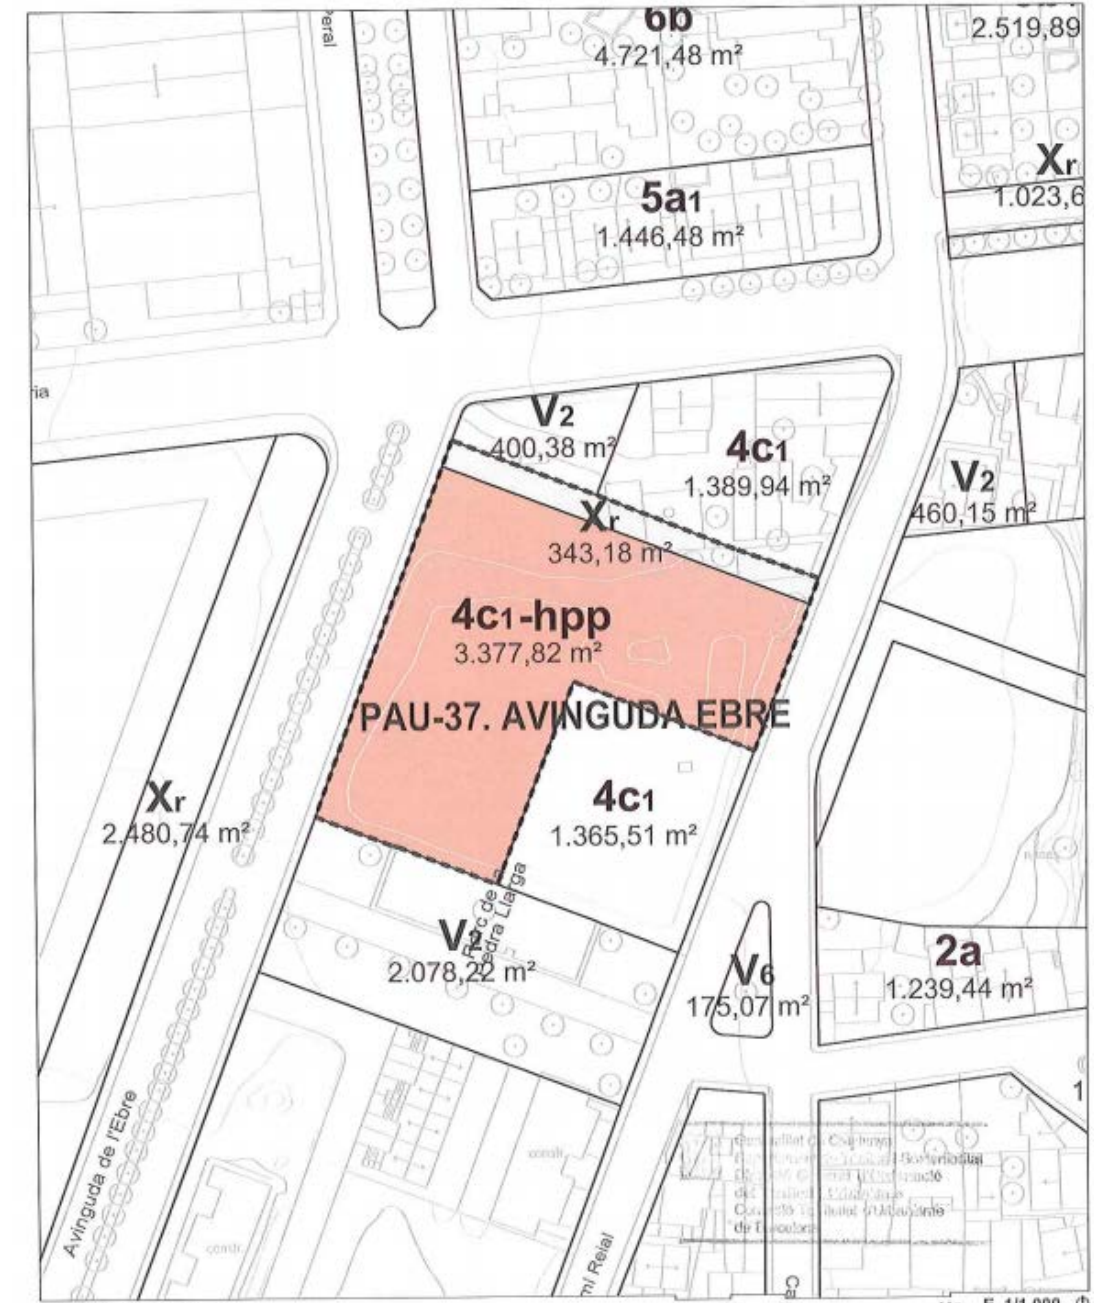 6b
4.721,48 m²
2.519,89
Xr
1.023,6
5a1
1.446,48 m²
V2
400,38 m²
4c1
1.389,94 m²
V2
460,15 m²
Xr
343,18 m²
4c1-hpp
3.377,82 m²
PAU-37. AVINGUDA EBRE
Xr
2.480,74 m²
4c1
1.365,51 m²
V2
2.078,22 m²
V6
175,07 m²
2a
1.239,44 m²
Avinguda de l'Ebre
constr.
constr.
Reial